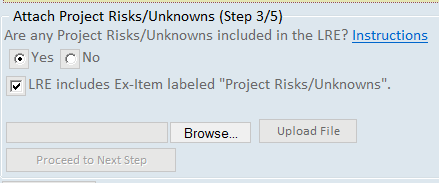 Attach Project Risks/Unknowns (Step 3/5)
Are any Project Risks/Unknowns included in the LRE? Instructions
Yes No
LRE includes Ex-Item labeled "Project Risks/Unknowns".
Browse... Upload File
Proceed to Next Step